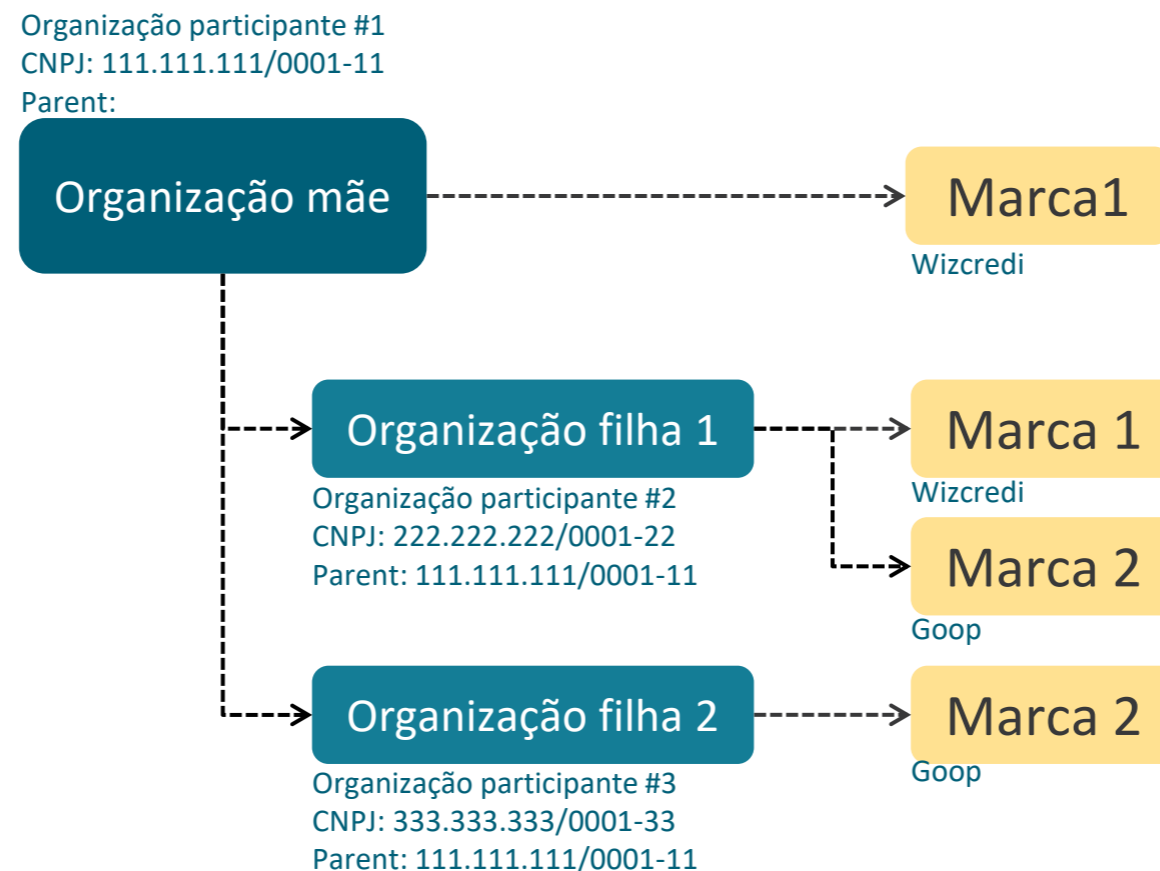 Organização participante #1
CNPJ: 111.111.111/0001-11
Parent:
Organização mãe
Marca1
Wizcredi
Organização filha 1
Organização participante #2
CNPJ: 222.222.222/0001-22
Parent: 111.111.111/0001-11
Marca 1
Wizcredi
Marca 2
Goop
Organização filha 2
Organização participante #3
CNPJ: 333.333.333/0001-33
Parent: 111.111.111/0001-11
Marca 2
Goop